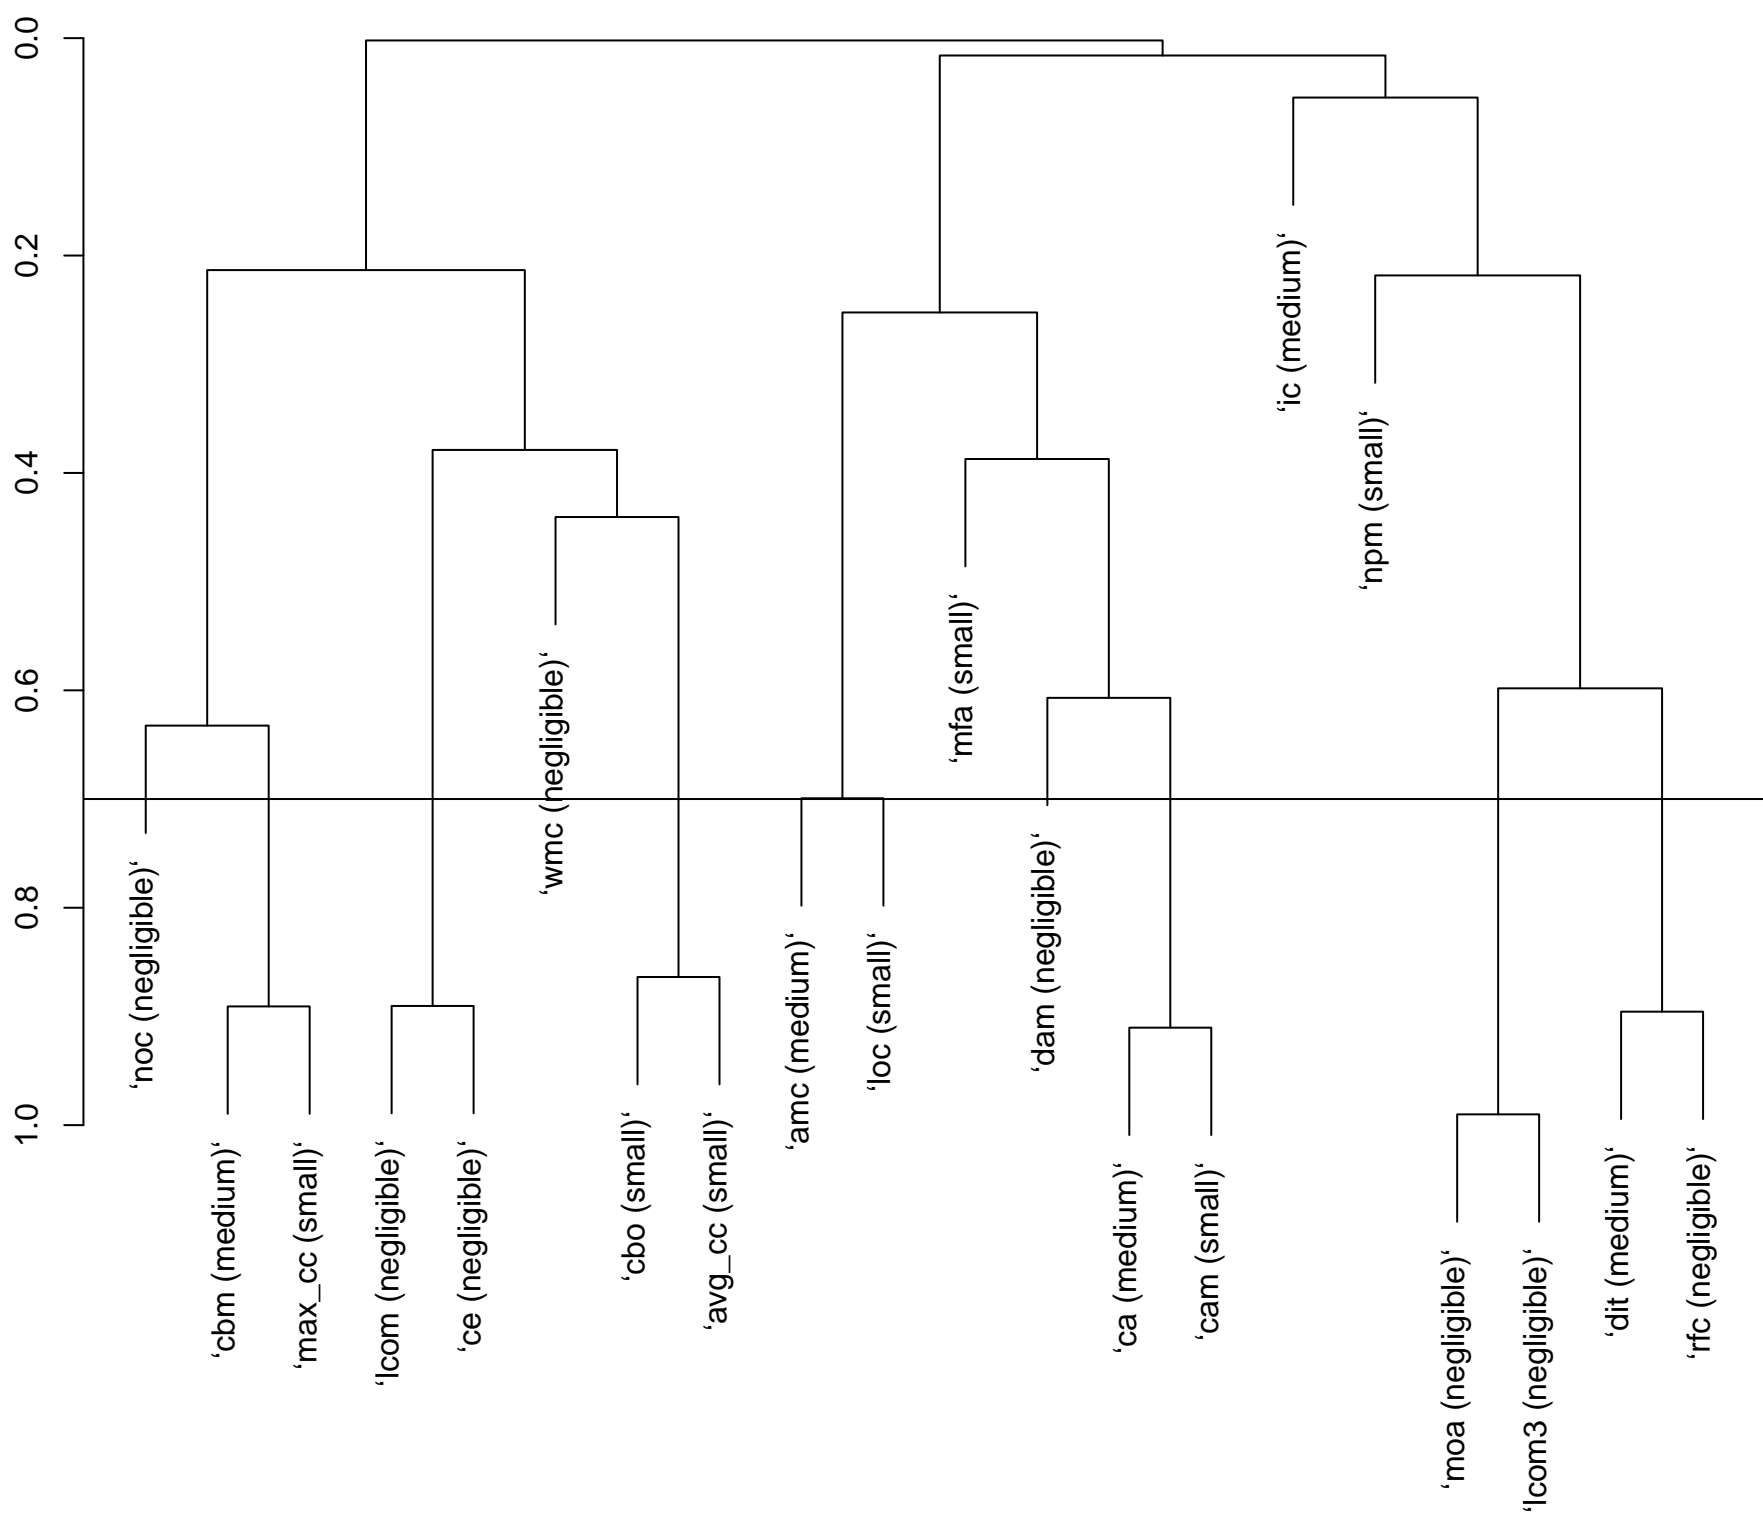 0.0
0.2
0.4
0.6
0.8
1.0
‘noc (negligible)‘
‘cbm (medium)‘
‘max_cc (small)‘
‘lcom (negligible)‘
‘ce (negligible)‘
‘wmc (negligible)‘
‘cbo (small)‘
‘avg_cc (small)‘
‘amc (medium)‘
‘loc (small)‘
‘mfa (small)‘
‘dam (negligible)‘
‘ca (medium)‘
‘cam (small)‘
‘ic (medium)‘
‘npm (small)‘
‘moa (negligible)‘
‘lcom3 (negligible)‘
‘dit (medium)‘
‘rfc (negligible)‘